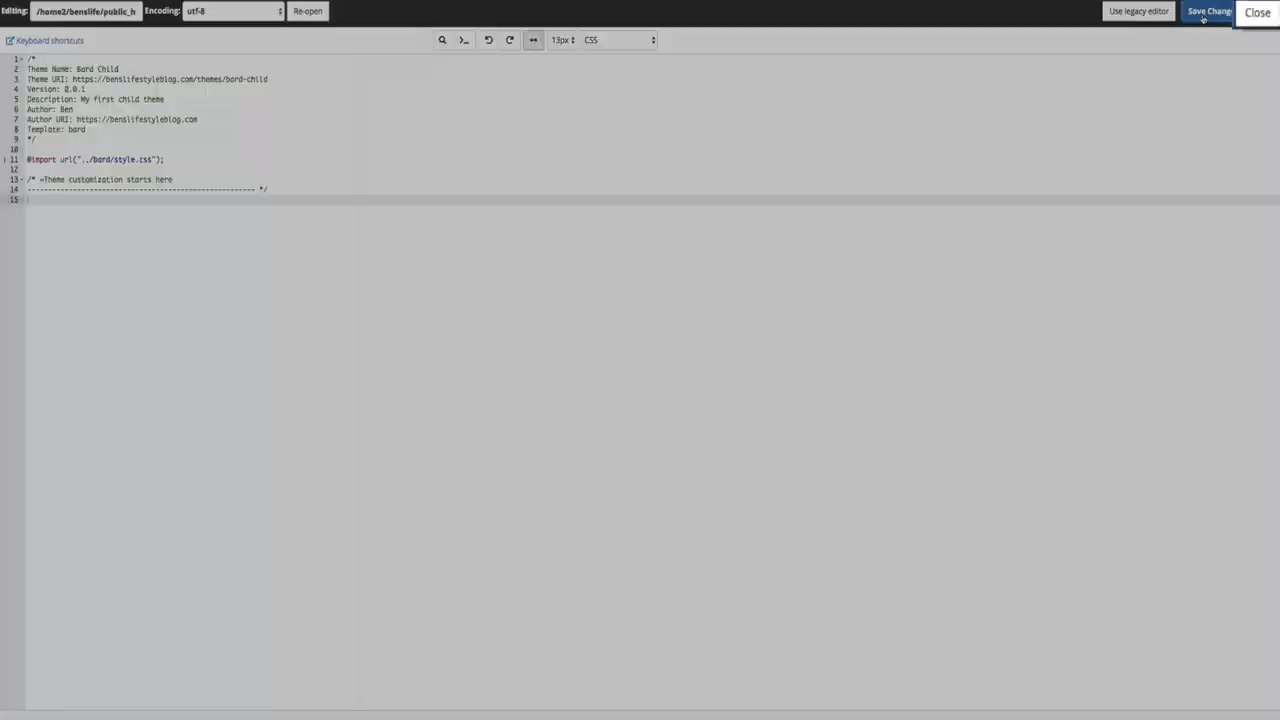 Editing: /home2/benslife/public_h Encoding: utf-8 Re-open Use legacy editor Save Chang Close
Keyboard shortcuts 13px CSS
1 /*
2 Theme Name: Bard Child
3 Theme URI: https://benslifestyleblog.com/themes/bard-child
4 Version: 0.0.1
5 Description: My first child theme
6 Author: Ben
7 Author URI: https://benslifestyleblog.com
8 Template: bard
9 */
10
11 @import url("../bard/style.css");
12
13 /* =Theme customization starts here
14 ------------------------------------------------------- */
15